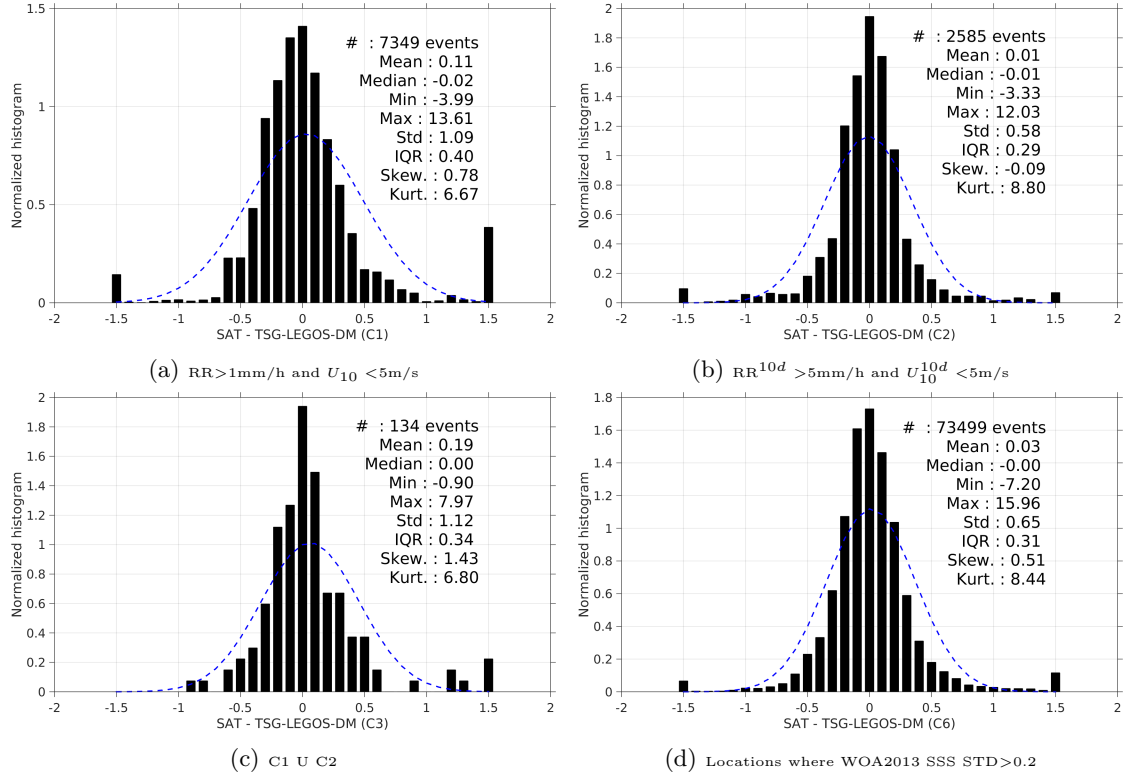 1.5
1
0.5
0
Normalized histogram
# : 7349 events
Mean : 0.11
Median : -0.02
Min : -3.99
Max : 13.61
Std : 1.09
IQR : 0.40
Skew. : 0.78
Kurt. : 6.67
-2 -1.5 -1 -0.5 0 0.5 1 1.5 2
SAT - TSG-LEGOS-DM (C1)
(a) RR>1mm/h and U10 <5m/s
2
1.8
1.6
1.4
1.2
1
0.8
0.6
0.4
0.2
0
Normalized histogram
# : 2585 events
Mean : 0.01
Median : -0.01
Min : -3.33
Max : 12.03
Std : 0.58
IQR : 0.29
Skew. : -0.09
Kurt. : 8.80
-2 -1.5 -1 -0.5 0 0.5 1 1.5 2
SAT - TSG-LEGOS-DM (C2)
(b) RR^10d >5mm/h and U10^10d <5m/s
2
1.8
1.6
1.4
1.2
1
0.8
0.6
0.4
0.2
0
Normalized histogram
# : 134 events
Mean : 0.19
Median : 0.00
Min : -0.90
Max : 7.97
Std : 1.12
IQR : 0.34
Skew. : 1.43
Kurt. : 6.80
-2 -1.5 -1 -0.5 0 0.5 1 1.5 2
SAT - TSG-LEGOS-DM (C3)
(c) C1 U C2
1.8
1.6
1.4
1.2
1
0.8
0.6
0.4
0.2
0
Normalized histogram
# : 73499 events
Mean : 0.03
Median : -0.00
Min : -7.20
Max : 15.96
Std : 0.65
IQR : 0.31
Skew. : 0.51
Kurt. : 8.44
-2 -1.5 -1 -0.5 0 0.5 1 1.5 2
SAT - TSG-LEGOS-DM (C6)
(d) Locations where WOA2013 SSS STD>0.2